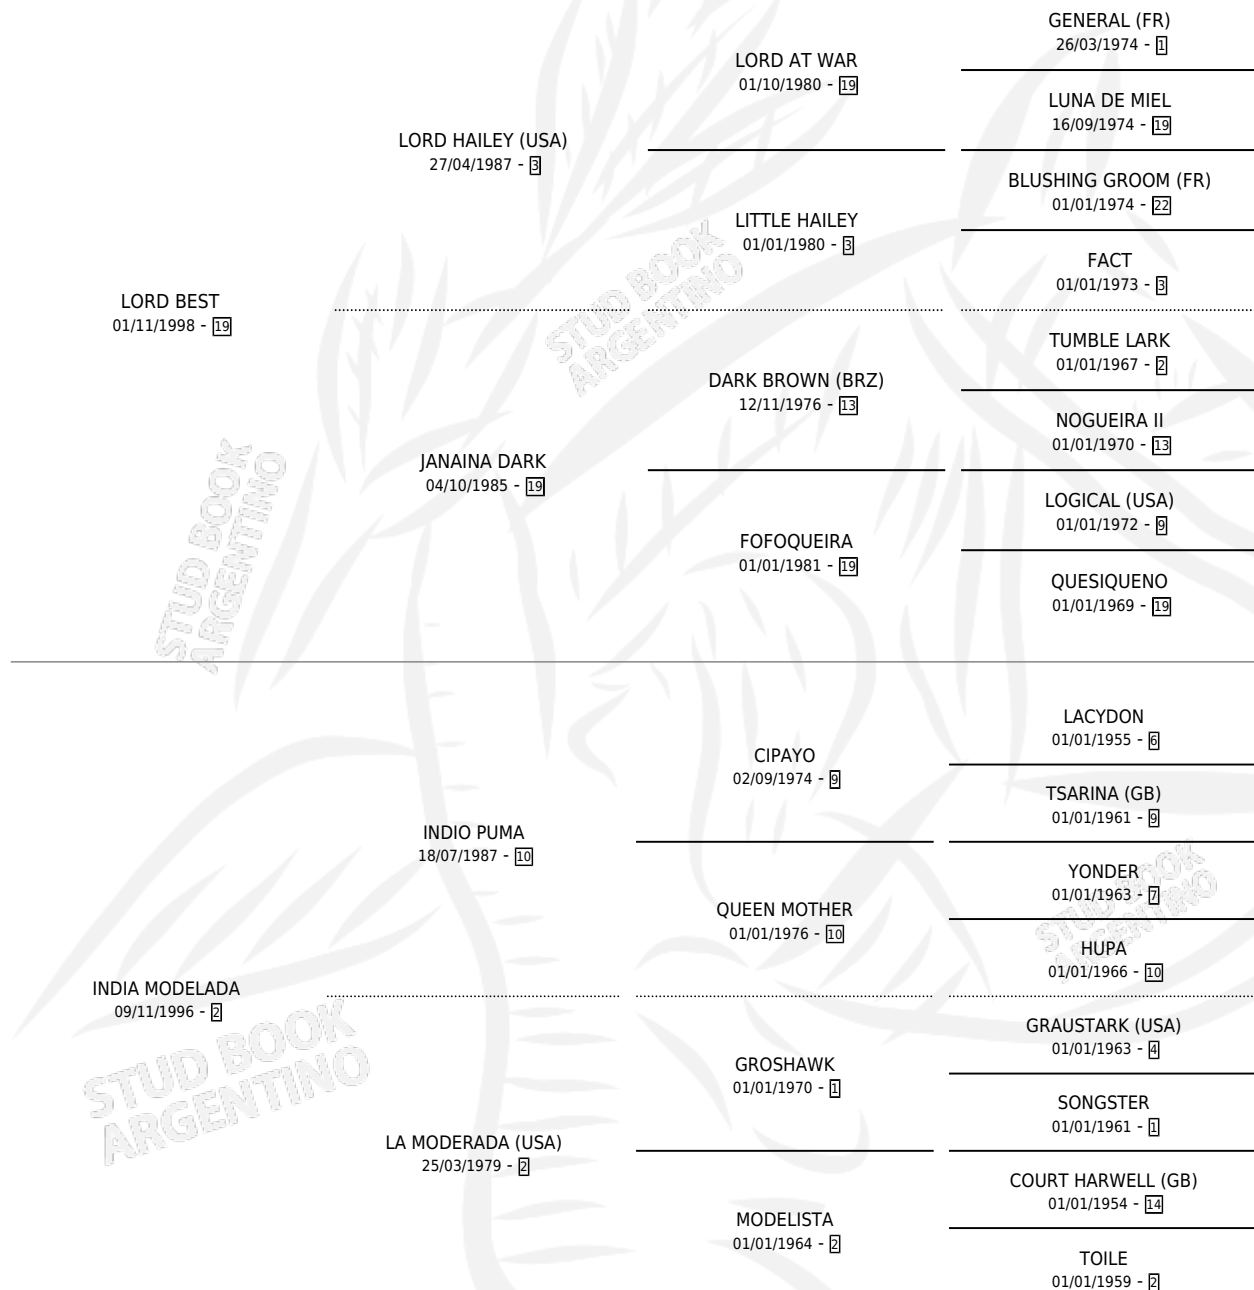 GENERAL (FR)
26/03/1974 - 1
LORD AT WAR
01/10/1980 - 19
LUNA DE MIEL
16/09/1974 - 19
LORD HAILEY (USA)
27/04/1987 - 3
BLUSHING GROOM (FR)
01/01/1974 - 22
LITTLE HAILEY
01/01/1980 - 3
FACT
01/01/1973 - 3
LORD BEST
01/11/1998 - 19
STUD BOOK
ARGENTINO
TUMBLE LARK
01/01/1967 - 2
DARK BROWN (BRZ)
12/11/1976 - 13
NOGUEIRA II
01/01/1970 - 13
JANAINA DARK
04/10/1985 - 19
LOGICAL (USA)
01/01/1972 - 9
FOFOQUEIRA
01/01/1981 - 19
QUESIQUENO
01/01/1969 - 19
STUD BOOK
ARGENTINO
LACYDON
01/01/1955 - 6
CIPAYO
02/09/1974 - 9
TSARINA (GB)
01/01/1961 - 9
INDIO PUMA
18/07/1987 - 10
YONDER
01/01/1963 - 7
QUEEN MOTHER
01/01/1976 - 10
STUD BOOK
ARGENTINO
HUPA
01/01/1966 - 10
INDIA MODELADA
09/11/1996 - 2
GRAUSTARK (USA)
01/01/1963 - 4
GROSHAWK
01/01/1970 - 1
STUD BOOK
ARGENTINO
SONGSTER
01/01/1961 - 1
LA MODERADA (USA)
25/03/1979 - 2
COURT HARWELL (GB)
01/01/1954 - 14
MODELISTA
01/01/1964 - 2
TOILE
01/01/1959 - 2